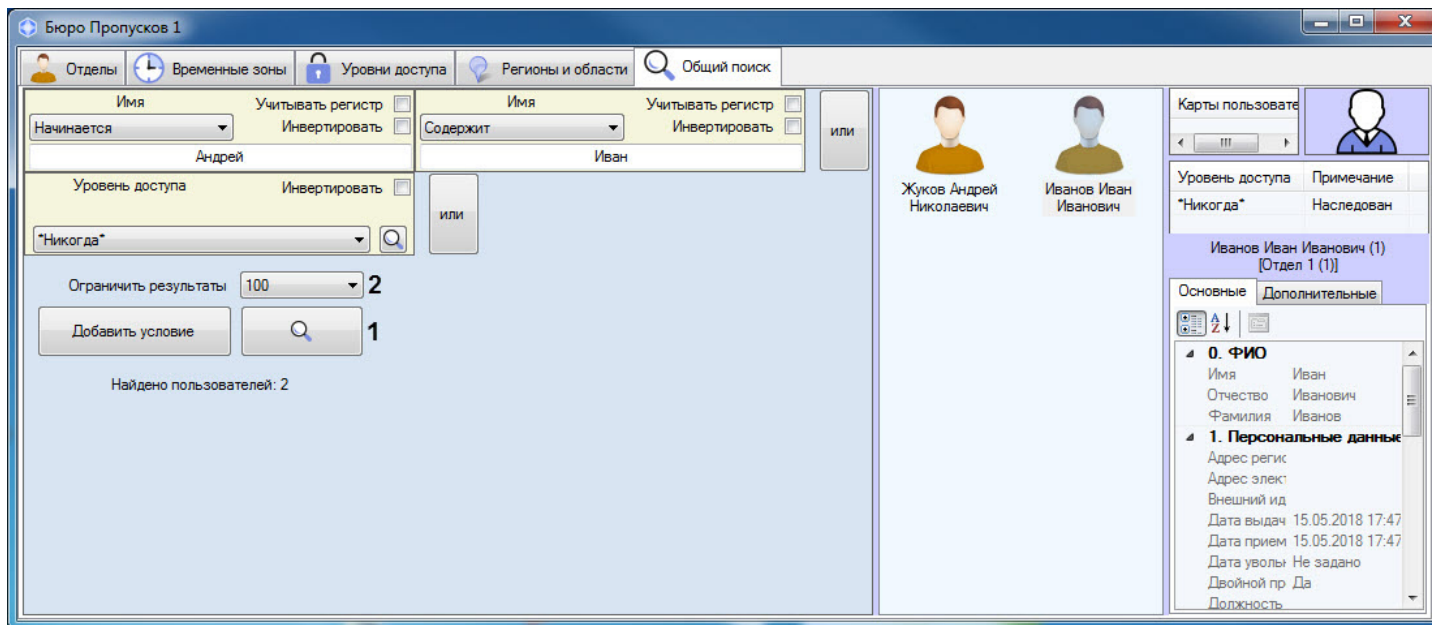 Бюро Пропусков 1
Отделы Временные зоны Уровни доступа Регионы и области Общий поиск
Имя Учитывать регистр
Начинается Инвертировать
Андрей
Имя Учитывать регистр
Содержит Инвертировать
Иван
или
Уровень доступа Инвертировать
*Никогда*
или
Ограничить результаты 100 2
Добавить условие 1
Найдено пользователей: 2
Жуков Андрей
Николаевич
Иванов Иван
Иванович
Карты пользовате
Уровень доступа Примечание
*Никогда* Наследован
Иванов Иван Иванович (1)
[Отдел 1 (1)]
Основные Дополнительные
0. ФИО
Имя Иван
Отчество Иванович
Фамилия Иванов
1. Персональные данные
Адрес регис
Адрес элект
Внешний ид
Дата выдач 15.05.2018 17:47
Дата прием 15.05.2018 17:47
Дата уволь Не задано
Двойной пр Да
Должность